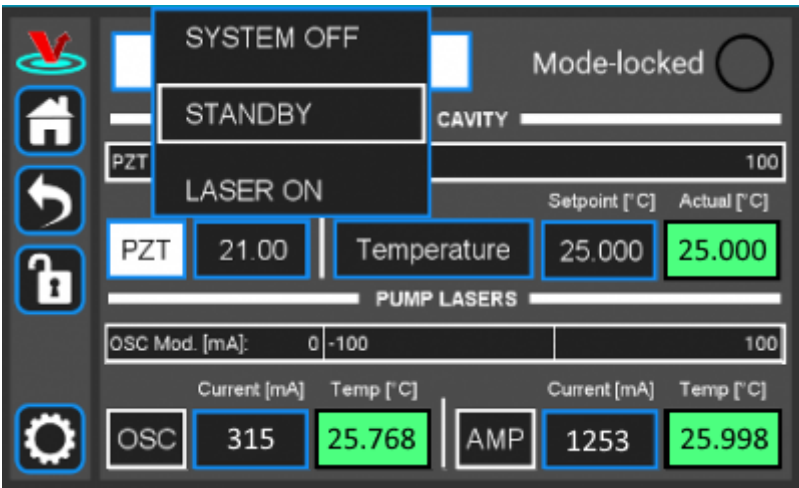 SYSTEM OFF
STANDBY
LASER ON
Mode-locked
CAVITY
PZT 100
Setpoint [°C] Actual [°C]
PZT 21.00 Temperature 25.000 25.000
PUMP LASERS
OSC Mod. [mA]: 0 -100 100
Current [mA] Temp [°C] Current [mA] Temp [°C]
OSC 315 25.768 AMP 1253 25.998